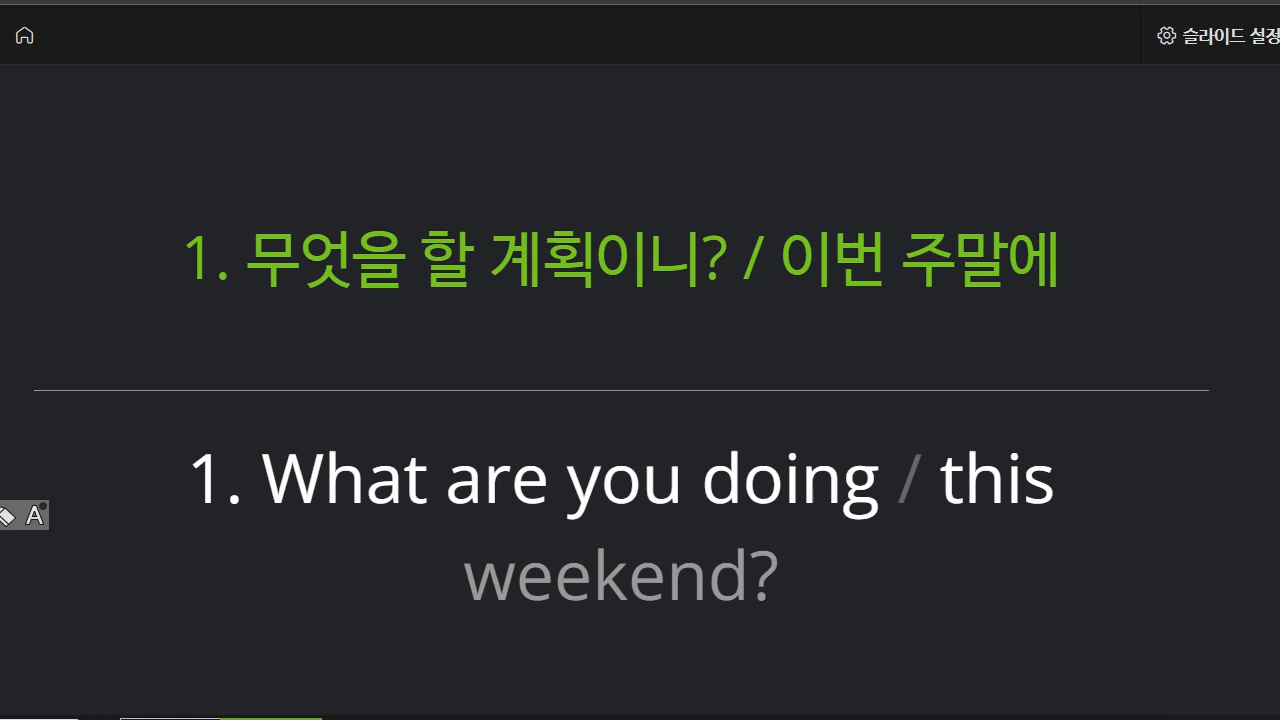 슬라이드 설정
1. 무엇을 할 계획이니? / 이번 주말에
1. What are you doing / this
weekend?
A